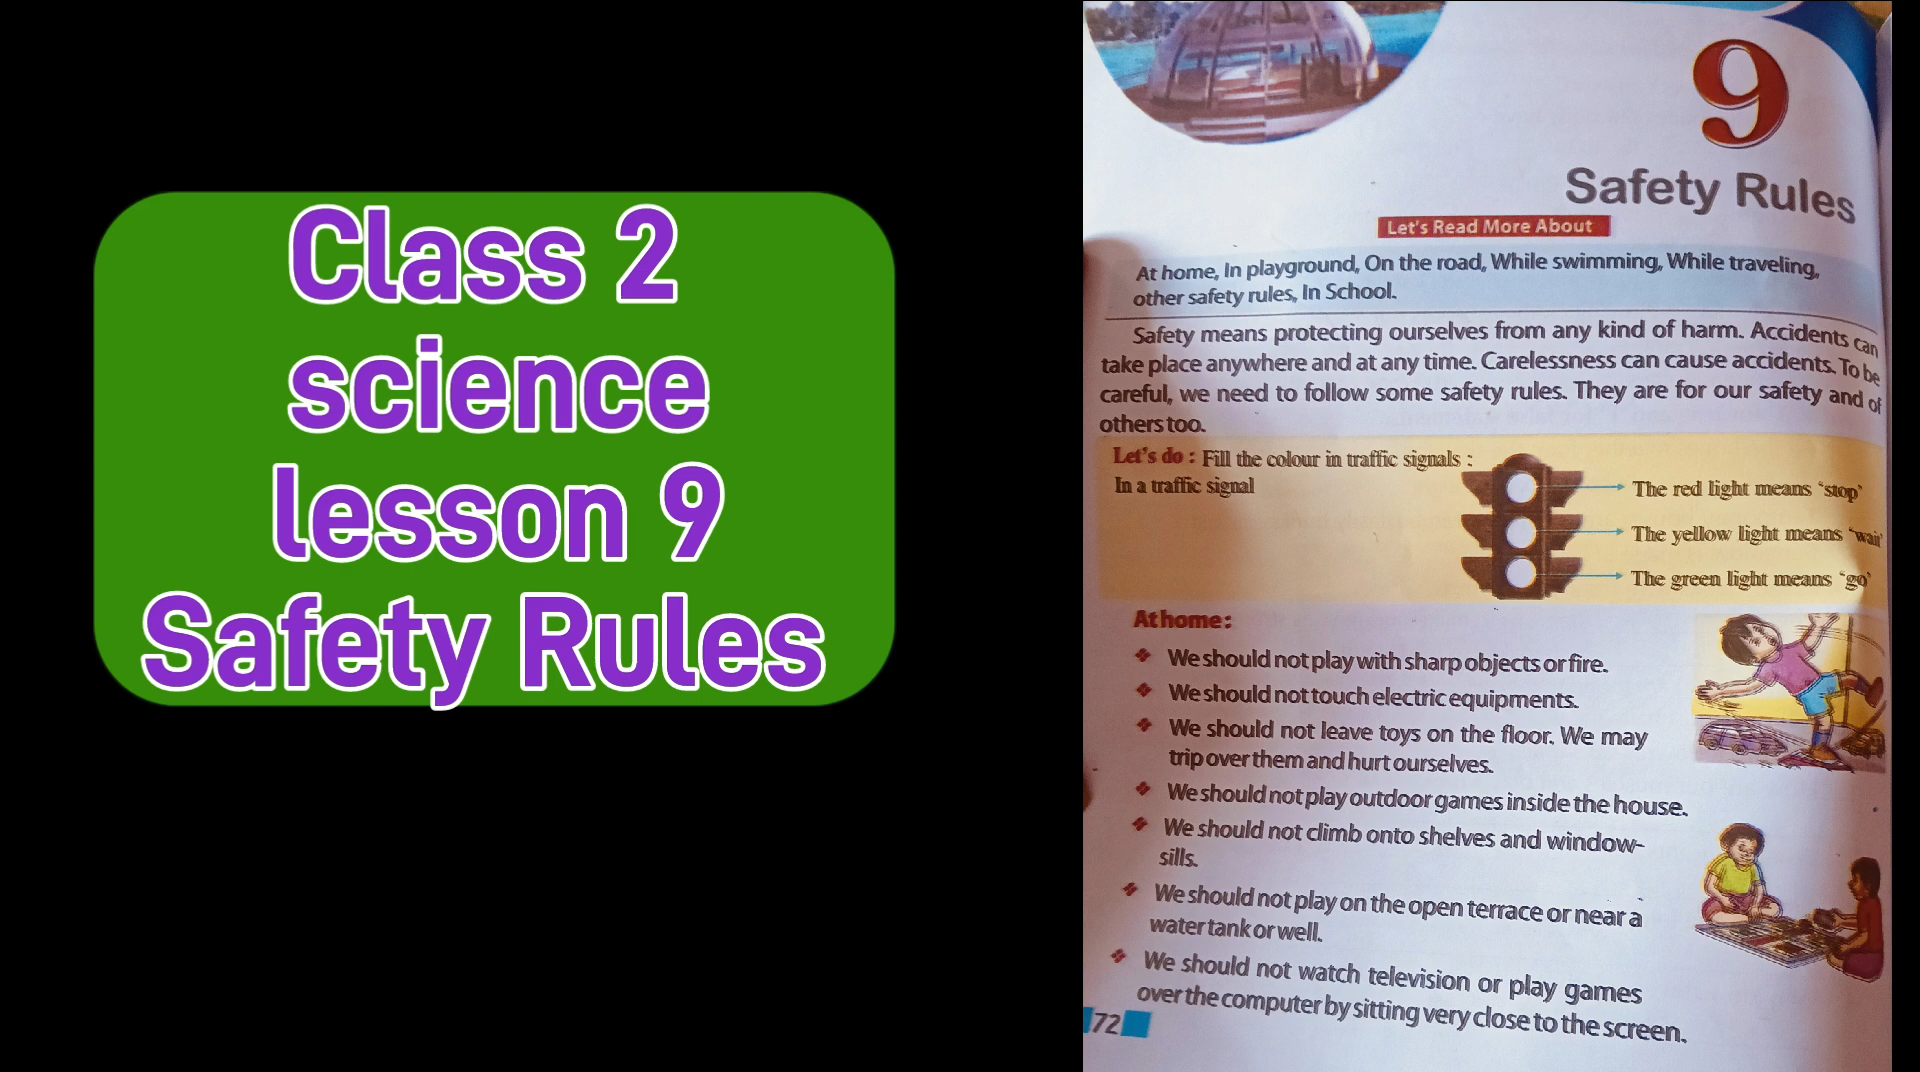 Class 2
science
lesson 9
Safety Rules
9
Safety Rules
Let's Read More About
At home, In playground, On the road, While swimming, While traveling,
other safety rules, In School.
Safety means protecting ourselves from any kind of harm. Accidents can
take place anywhere and at any time. Carelessness can cause accidents. To be
careful, we need to follow some safety rules. They are for our safety and of
others too.
Let's do : Fill the colour in traffic signals :
In a traffic signal
The red light means 'stop'
The yellow light means 'wait'
The green light means 'go'
At home :
We should not play with sharp objects or fire.
We should not touch electric equipments.
We should not leave toys on the floor. We may
trip over them and hurt ourselves.
We should not play outdoor games inside the house.
We should not climb onto shelves and window-
sills.
We should not play on the open terrace or near a
water tank or well.
We should not watch television or play games
over the computer by sitting very close to the screen.
72